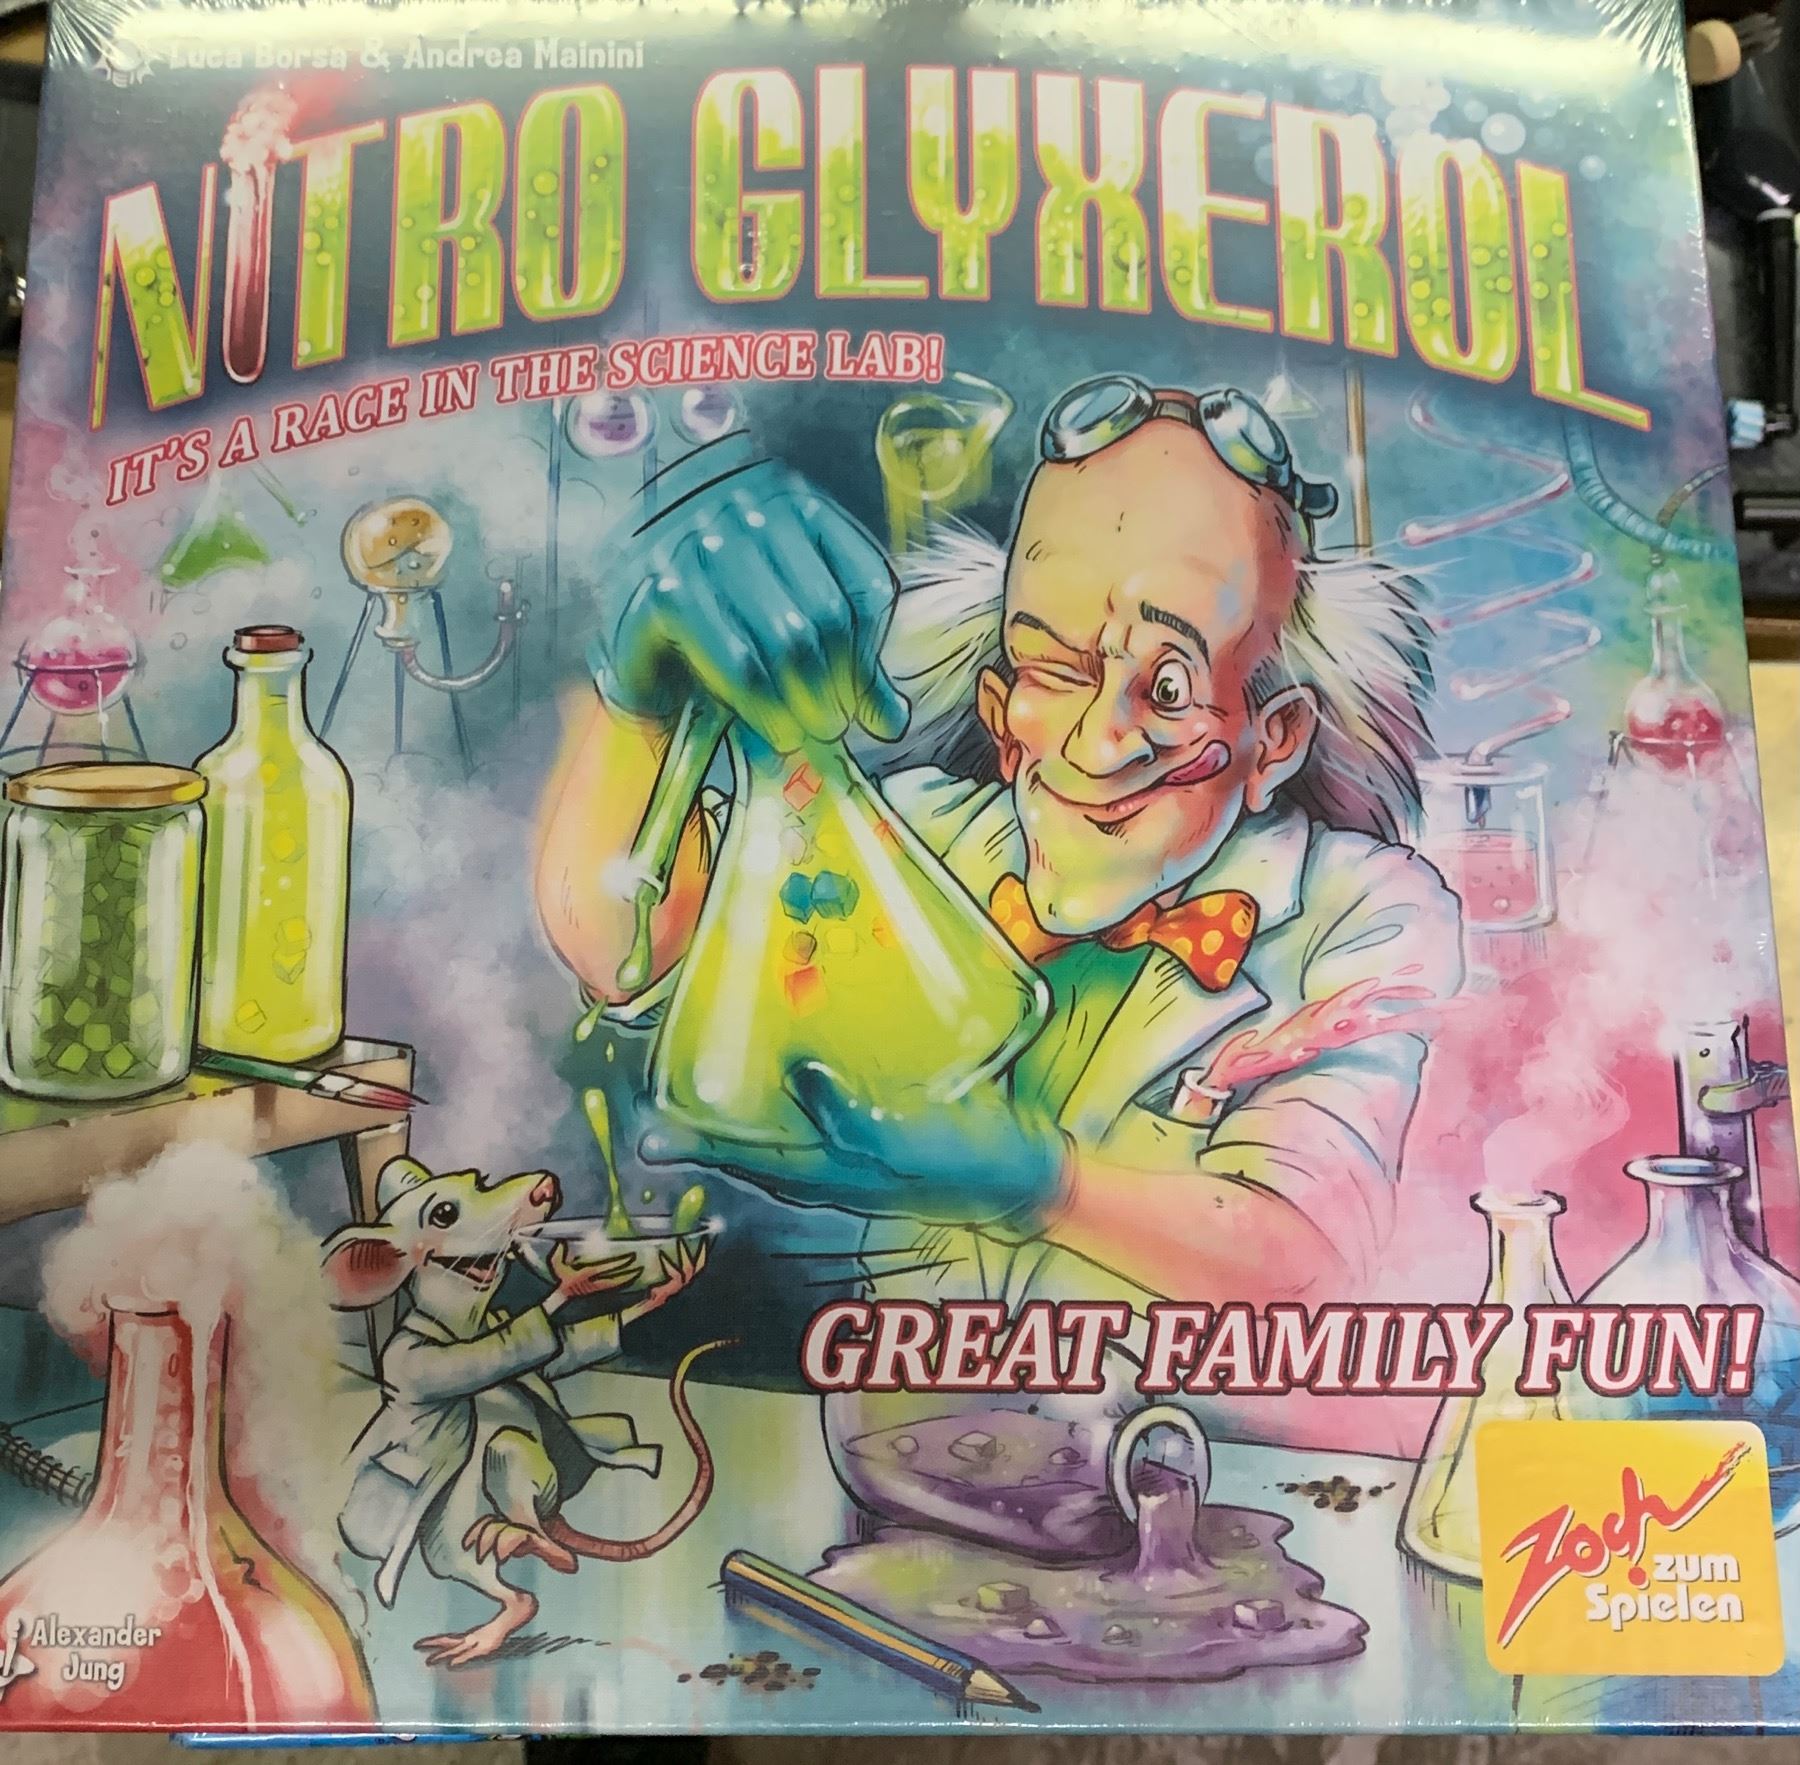 Luca Borsa & Andrea Mainini
NITRO GLYXEROL
IT'S A RACE IN THE SCIENCE LAB!
GREAT FAMILY FUN!
Zoch
zum
Spielen
Alexander
Jung